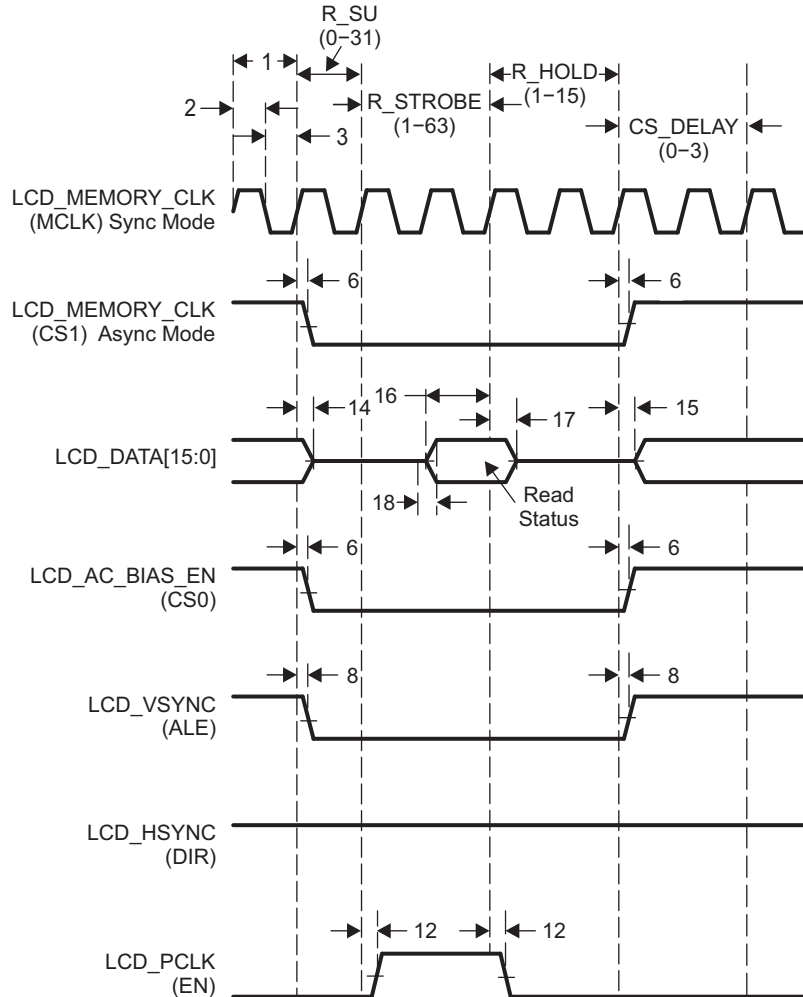 R_SU
(0−31)
1
R_HOLD
(1−15)
2
R_STROBE
(1−63)
CS_DELAY
(0−3)
3
LCD_MEMORY_CLK
(MCLK) Sync Mode
6
6
LCD_MEMORY_CLK
(CS1) Async Mode
16
14
17
15
LCD_DATA[15:0]
18
Read
Status
6
6
LCD_AC_BIAS_EN
(CS0)
8
8
LCD_VSYNC
(ALE)
LCD_HSYNC
(DIR)
12
12
LCD_PCLK
(EN)